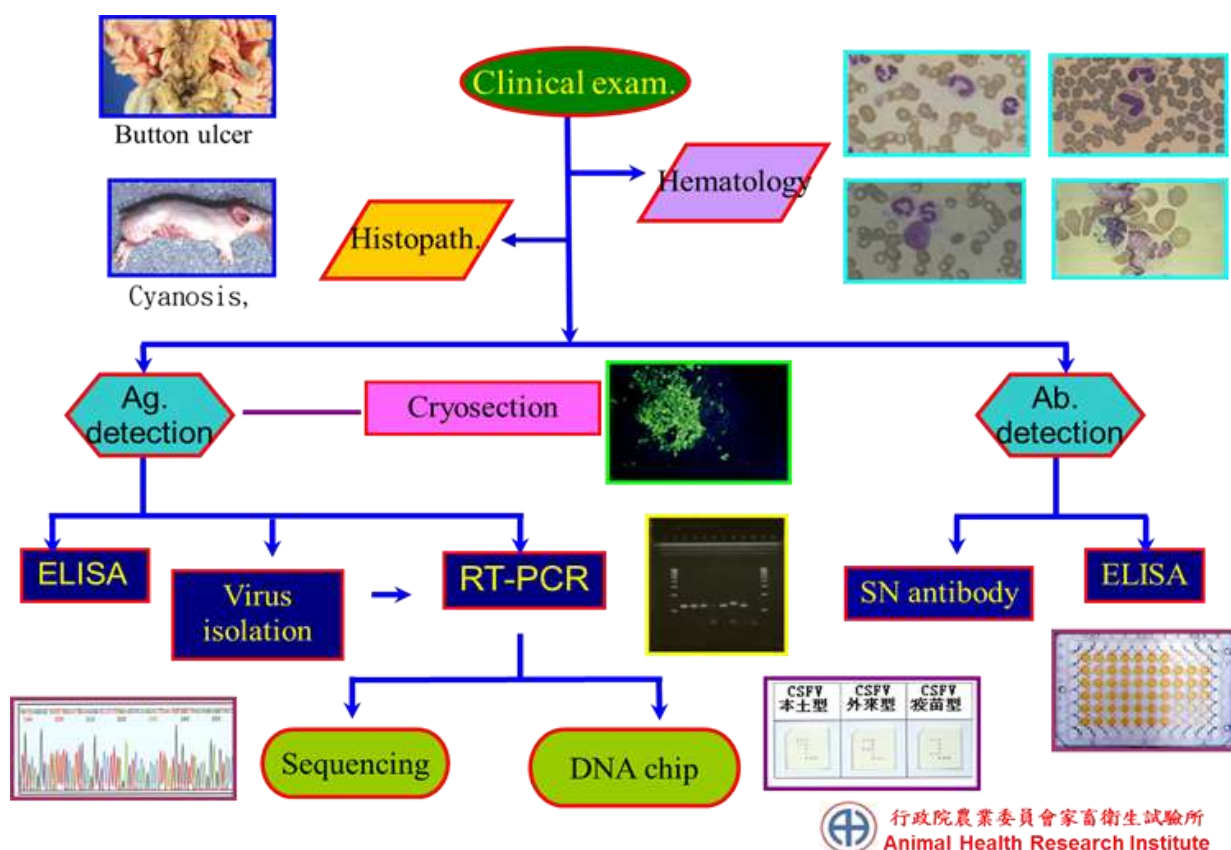 Clinical exam.
Button ulcer
Hematology
Histopath.
Cyanosis,
Ag.
detection
Cryosection
Ab.
detection
ELISA
Virus
isolation
RT-PCR
SN antibody
ELISA
CSFV
本土型
CSFV
外來型
CSFV
疫苗型
Sequencing
DNA chip
行政院農業委員會家畜衛生試驗所
Animal Health Research Institute